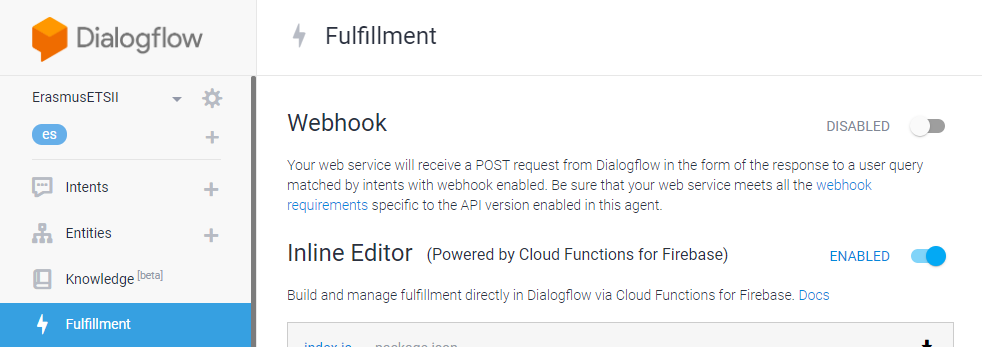 Dialogflow
ErasmusETSII
es
Intents
Entities
Knowledge [beta]
Fulfillment
Fulfillment
Webhook
DISABLED
Your web service will receive a POST request from Dialogflow in the form of the response to a user query
matched by intents with webhook enabled. Be sure that your web service meets all the webhook
requirements specific to the API version enabled in this agent.
Inline Editor (Powered by Cloud Functions for Firebase)
ENABLED
Build and manage fulfillment directly in Dialogflow via Cloud Functions for Firebase. Docs
index.js package.json